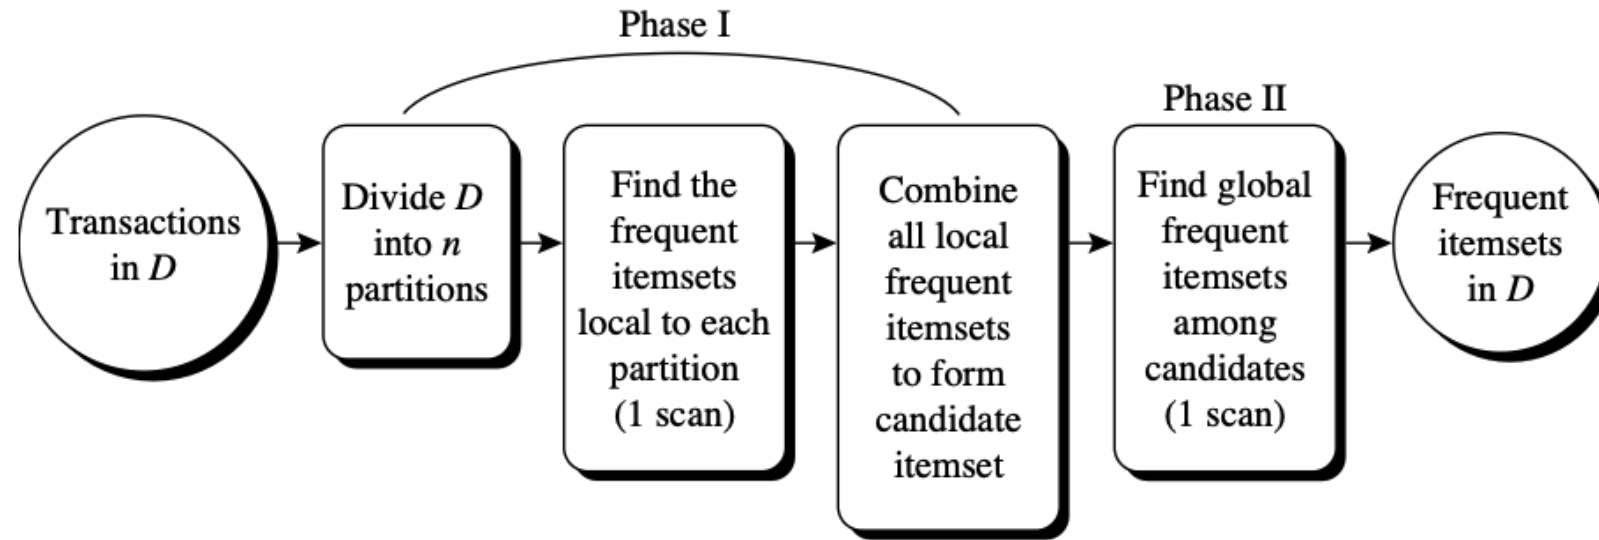 Phase I
Phase II
Transactions
in D
Divide D
into n
partitions
Find the
frequent
itemsets
local to each
partition
(1 scan)
Combine
all local
frequent
itemsets
to form
candidate
itemset
Find global
frequent
itemsets
among
candidates
(1 scan)
Frequent
itemsets
in D